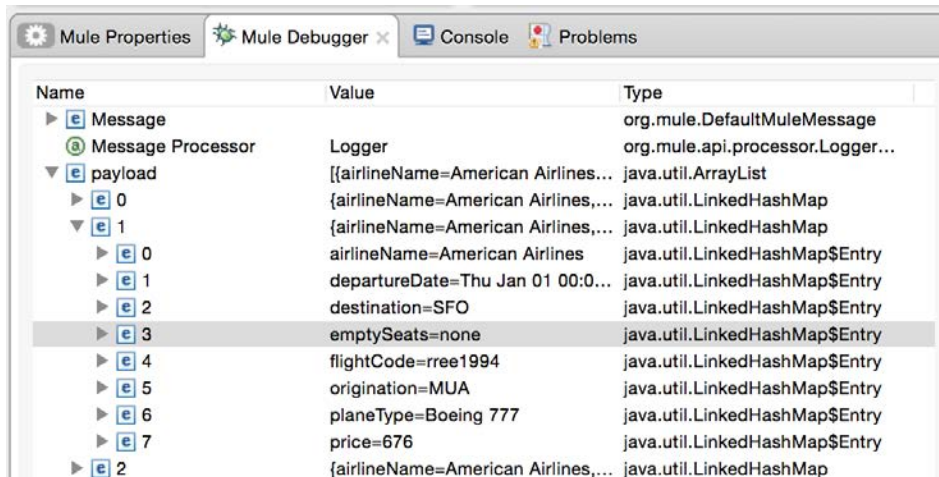 Mule Properties Mule Debugger Console Problems
Name Value Type
e Message org.mule.DefaultMuleMessage
a Message Processor Logger org.mule.api.processor.Logger...
e payload [{airlineName=American Airlines... java.util.ArrayList
e 0 {airlineName=American Airlines,... java.util.LinkedHashMap
e 1 {airlineName=American Airlines,... java.util.LinkedHashMap
e 0 airlineName=American Airlines java.util.LinkedHashMap$Entry
e 1 departureDate=Thu Jan 01 00:0... java.util.LinkedHashMap$Entry
e 2 destination=SFO java.util.LinkedHashMap$Entry
e 3 emptySeats=none java.util.LinkedHashMap$Entry
e 4 flightCode=rree1994 java.util.LinkedHashMap$Entry
e 5 origination=MUA java.util.LinkedHashMap$Entry
e 6 planeType=Boeing 777 java.util.LinkedHashMap$Entry
e 7 price=676 java.util.LinkedHashMap$Entry
e 2 {airlineName=American Airlines,... java.util.LinkedHashMap